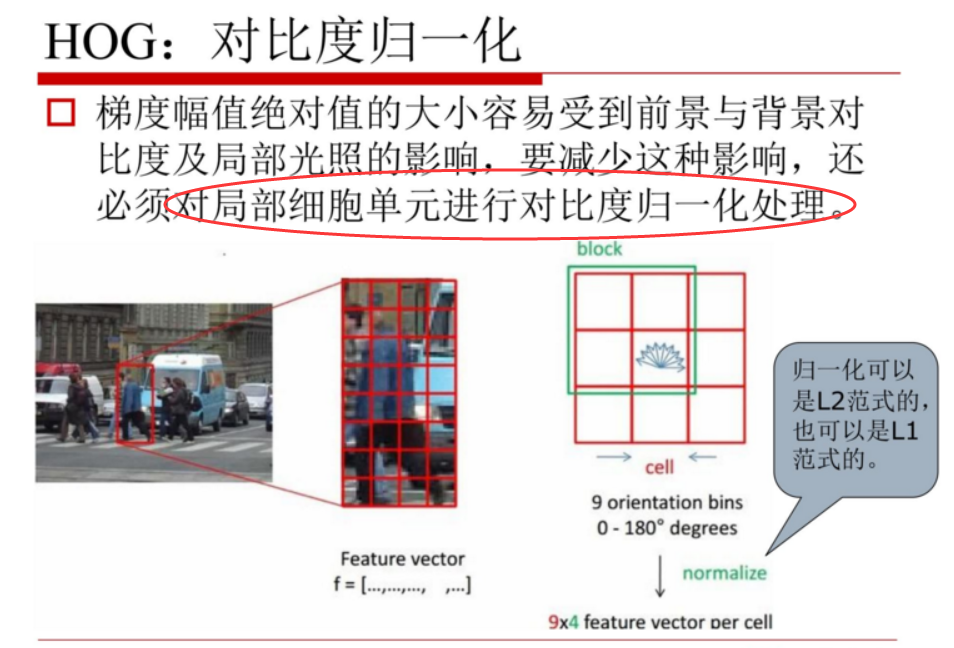 HOG：对比度归一化
梯度幅值绝对值的大小容易受到前景与背景对
比度及局部光照的影响，要减少这种影响，还
必须对局部细胞单元进行对比度归一化处理。
block
归一化可以
是L2范式的，
也可以是L1
范式的。
cell
9 orientation bins
0 - 180° degrees
Feature vector
f = [...,...,..., ,...]
normalize
9x4 feature vector per cell